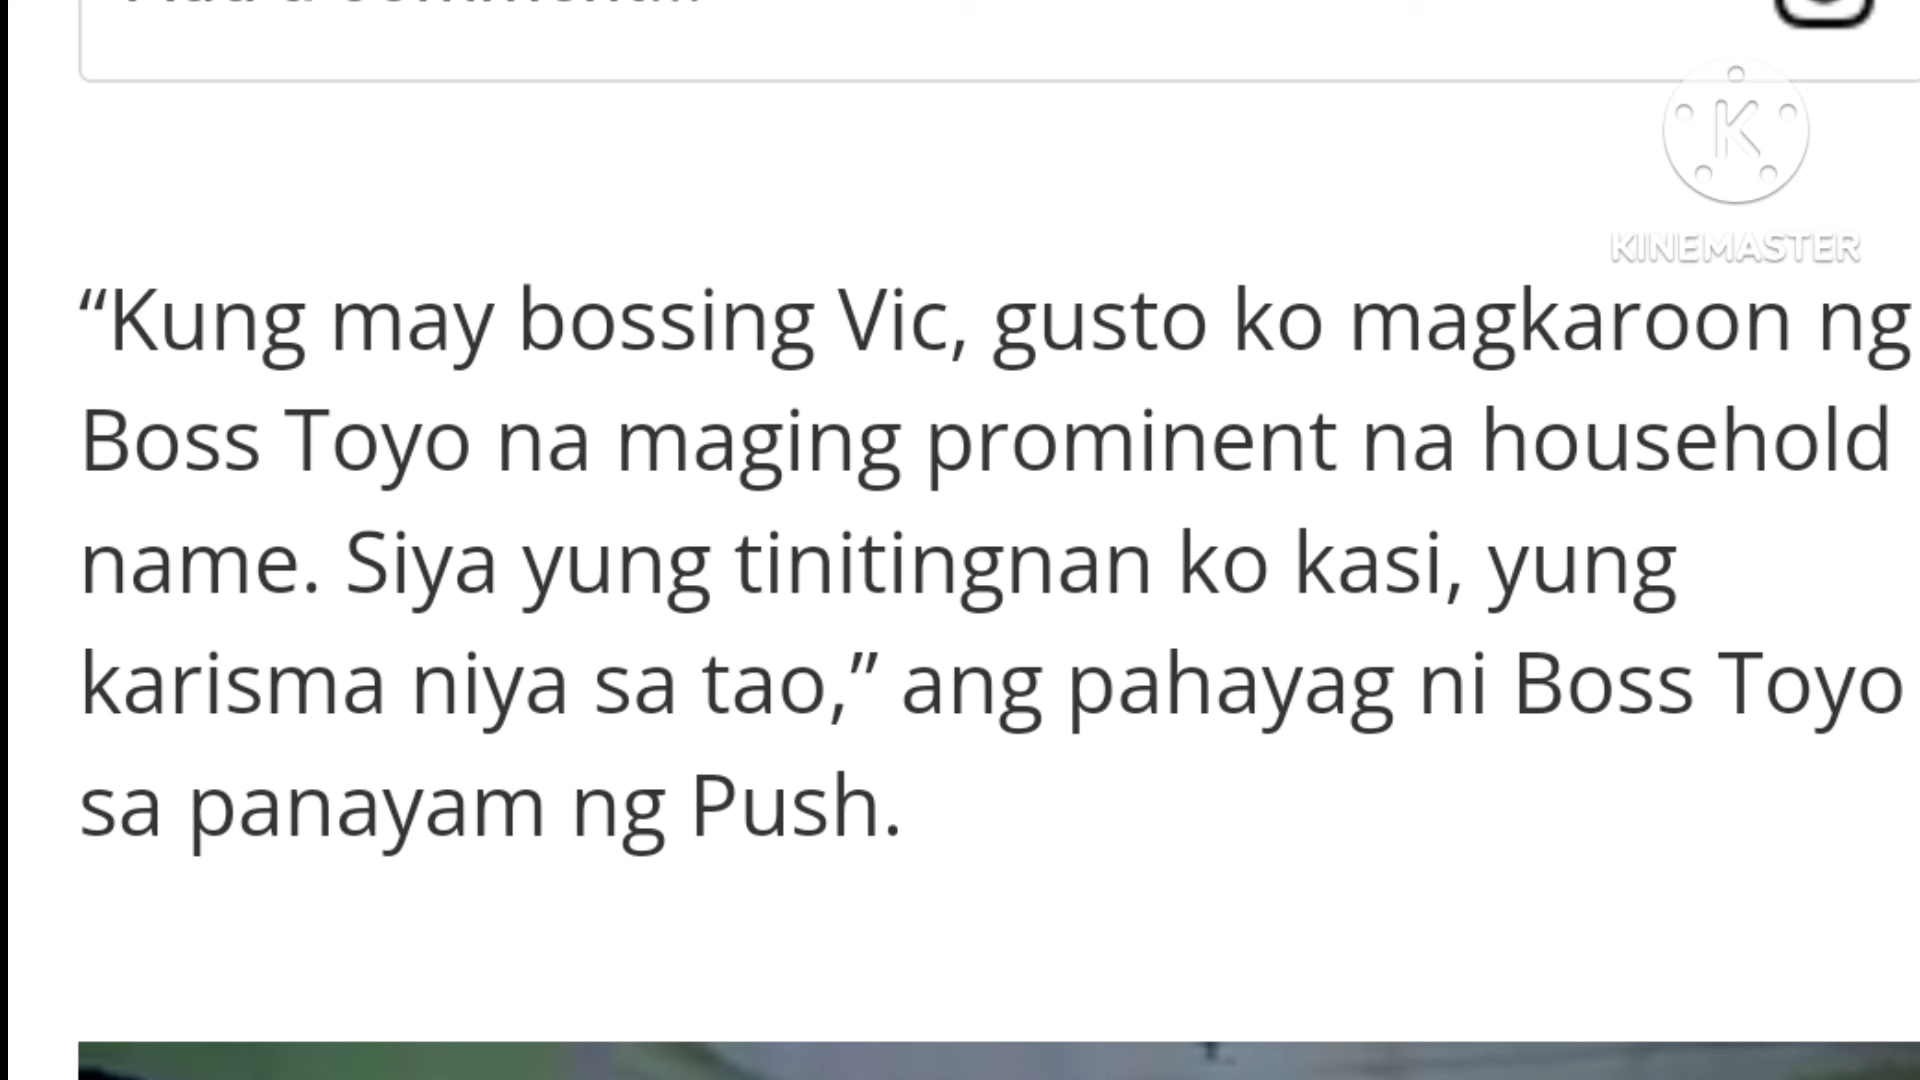 KINEMASTER
“Kung may bossing Vic, gusto ko magkaroon ng
Boss Toyo na maging prominent na household
name. Siya yung tinitingnan ko kasi, yung
karisma niya sa tao,” ang pahayag ni Boss Toyo
sa panayam ng Push.